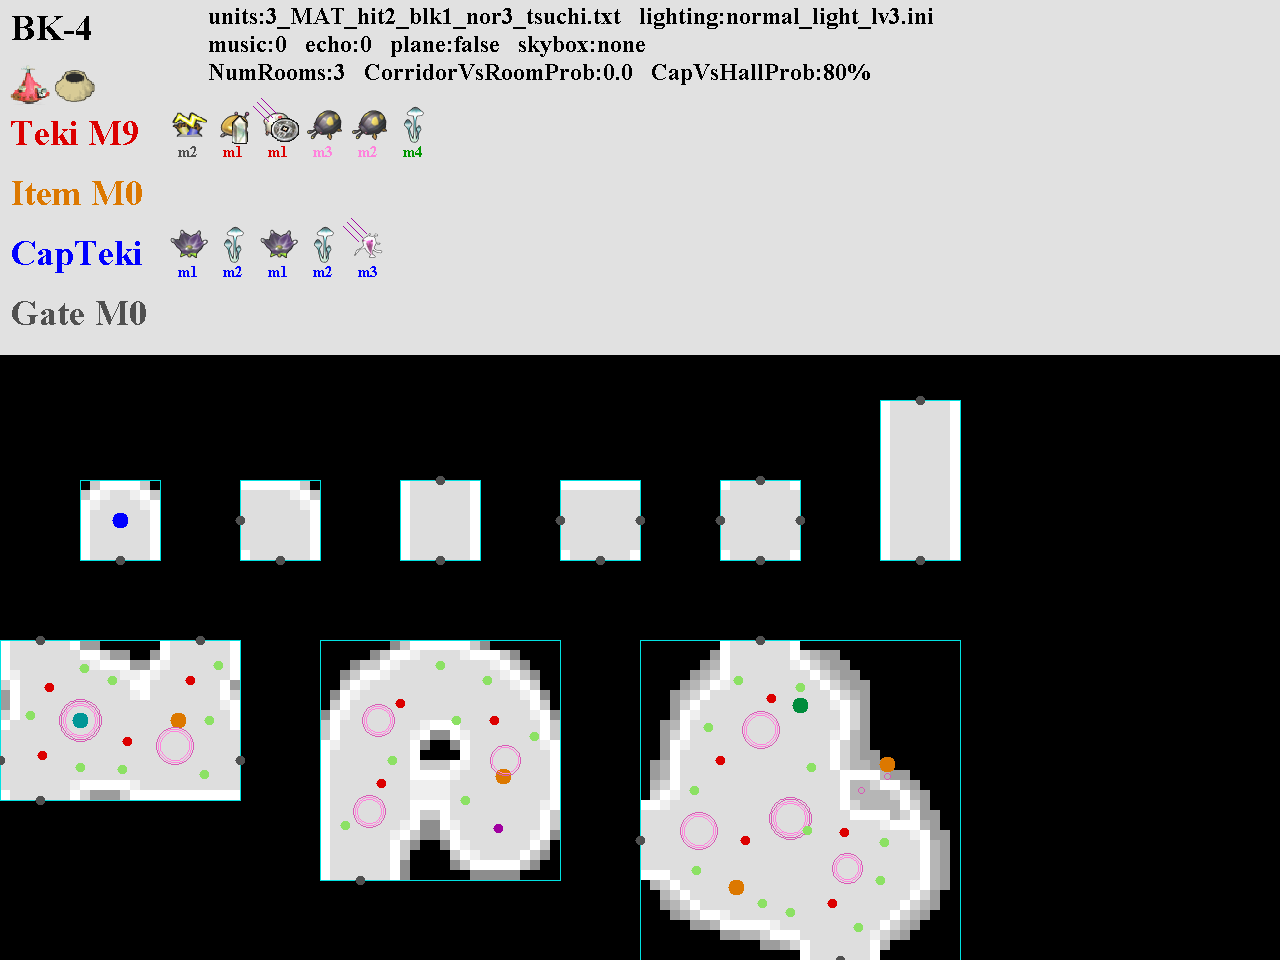 BK-4
units:3_MAT_hit2_blk1_nor3_tsuchi.txt lighting:normal_light_lv3.ini
music:0 echo:0 plane:false skybox:none
NumRooms:3 CorridorVsRoomProb:0.0 CapVsHallProb:80%
Teki M9
m2 m1 m1 m3 m2 m4
Item M0
CapTeki
m1 m2 m1 m2 m3
Gate M0